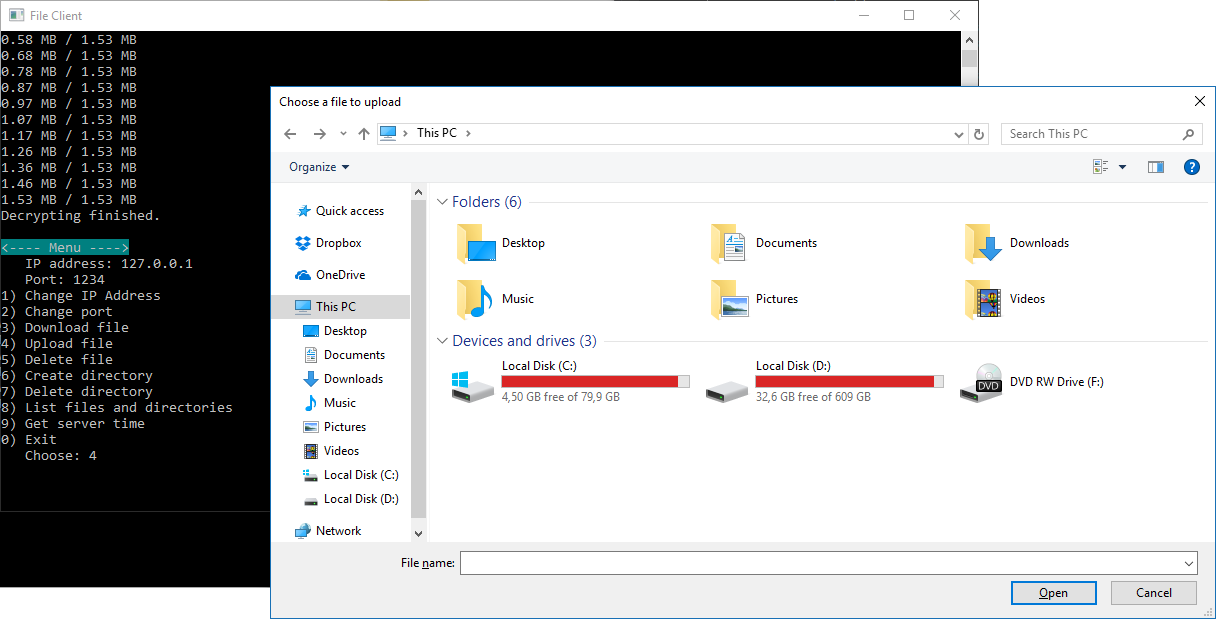 File Client
0.58 MB / 1.53 MB
0.68 MB / 1.53 MB
0.78 MB / 1.53 MB
0.87 MB / 1.53 MB
0.97 MB / 1.53 MB
1.07 MB / 1.53 MB
1.17 MB / 1.53 MB
1.26 MB / 1.53 MB
1.36 MB / 1.53 MB
1.46 MB / 1.53 MB
1.53 MB / 1.53 MB
Decrypting finished.
<---- Menu ---->
IP address: 127.0.0.1
Port: 1234
1) Change IP Address
2) Change port
3) Download file
4) Upload file
5) Delete file
6) Create directory
7) Delete directory
8) List files and directories
9) Get server time
0) Exit
Choose: 4
Choose a file to upload
This PC
Search This PC
Organize
Quick access
Dropbox
OneDrive
This PC
Desktop
Documents
Downloads
Music
Pictures
Videos
Local Disk (C:)
Local Disk (D:)
Network
Folders (6)
Desktop
Documents
Downloads
Music
Pictures
Videos
Devices and drives (3)
Local Disk (C:)
4,50 GB free of 79,9 GB
Local Disk (D:)
32,6 GB free of 609 GB
DVD
DVD RW Drive (F:)
File name:
Open
Cancel